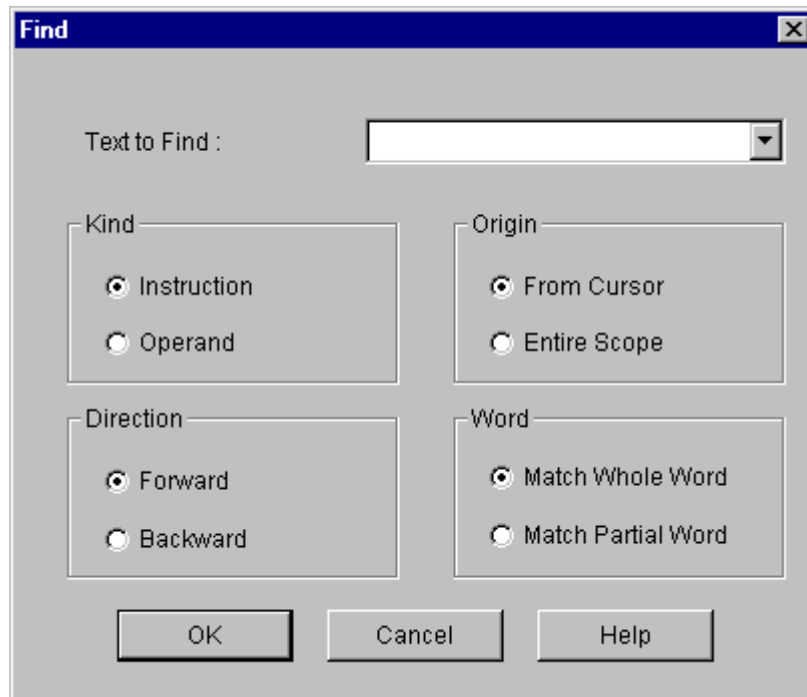 Find
Text to Find :
Kind
Instruction
Operand
Origin
From Cursor
Entire Scope
Direction
Forward
Backward
Word
Match Whole Word
Match Partial Word
OK Cancel Help